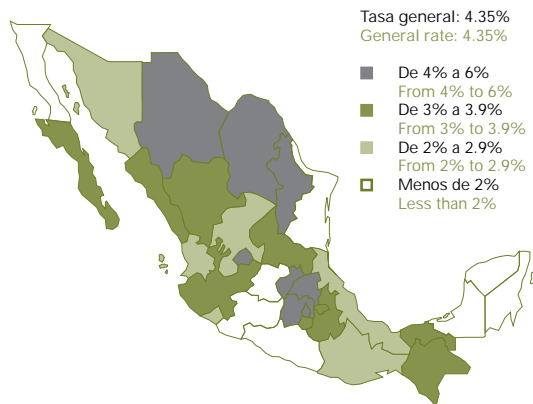 Tasa general: 4.35%
General rate: 4.35%
De 4% a 6%
From 4% to 6%
De 3% a 3.9%
From 3% to 3.9%
De 2% a 2.9%
From 2% to 2.9%
Menos de 2%
Less than 2%